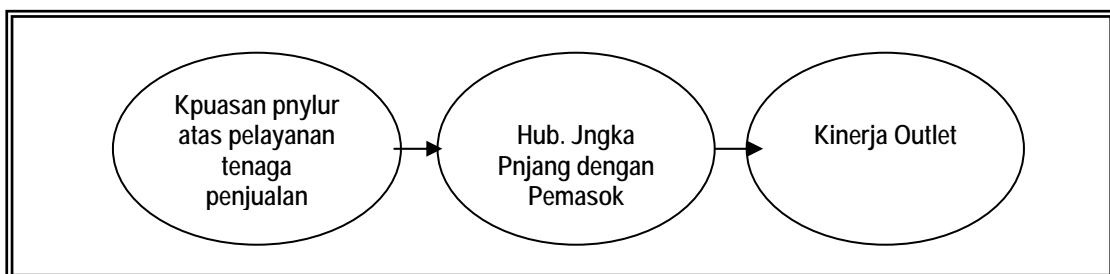 Kpuasan pnylur
atas pelayanan
tenaga
penjualan
Hub. Jngka
Pnjang dengan
Pemasok
Kinerja Outlet